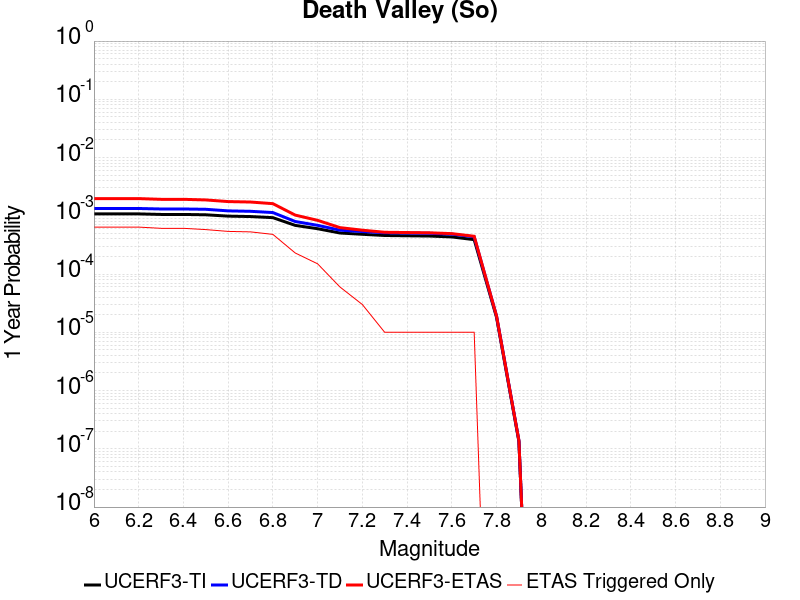 Death Valley (So)
1 Year Probability
10^0
10^-1
10^-2
10^-3
10^-4
10^-5
10^-6
10^-7
10^-8
6 6.2 6.4 6.6 6.8 7 7.2 7.4 7.6 7.8 8 8.2 8.4 8.6 8.8 9
Magnitude
UCERF3-TI UCERF3-TD UCERF3-ETAS ETAS Triggered Only